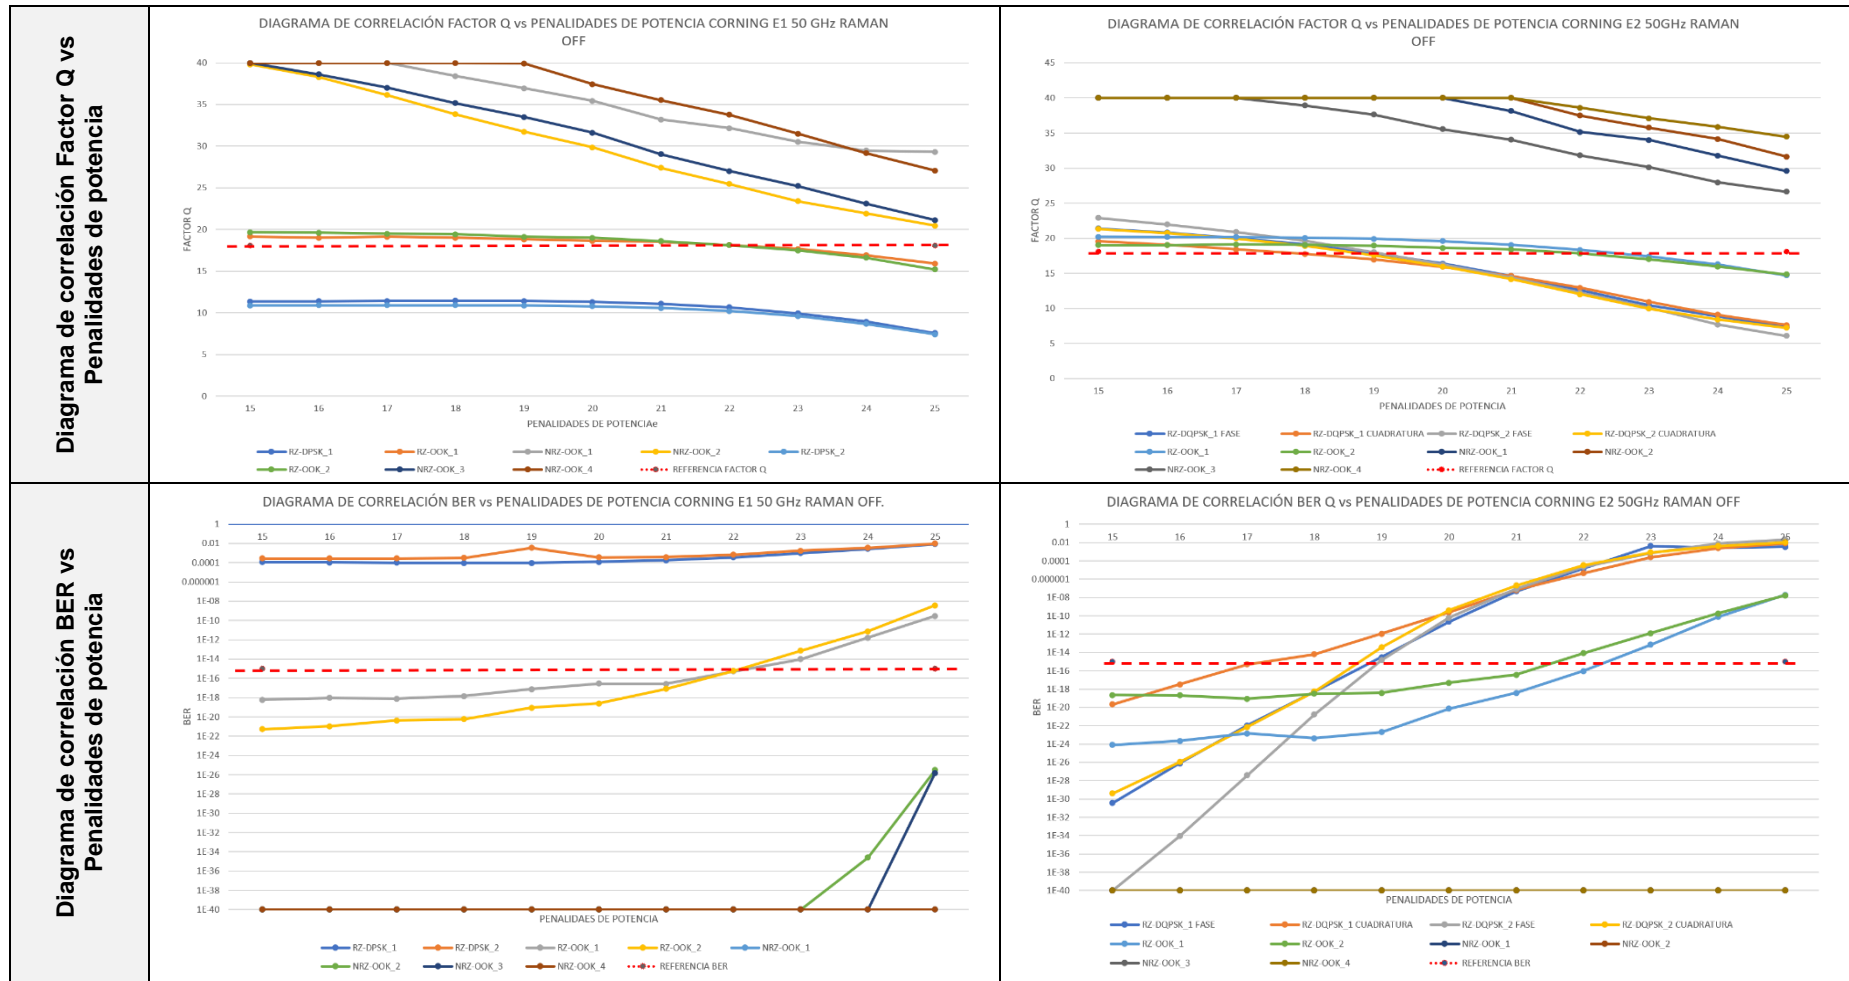 Diagrama de correlación Factor Q vs
Penalidades de potencia
DIAGRAMA DE CORRELACIÓN FACTOR Q vs PENALIDADES DE POTENCIA CORNING E1 50 GHz RAMAN
OFF
40
35
30
25
20
15
10
5
0
FACTOR Q
15 16 17 18 19 20 21 22 23 24 25
PENALIDADES DE POTENCIAe
RZ-DPSK_1 RZ-OOK_1 NRZ-OOK_1 NRZ-OOK_2 RZ-DPSK_2
RZ-OOK_2 NRZ-OOK_3 NRZ-OOK_4 REFERENCIA FACTOR Q
DIAGRAMA DE CORRELACIÓN FACTOR Q vs PENALIDADES DE POTENCIA CORNING E2 50GHz RAMAN
OFF
45
40
35
30
25
20
15
10
5
0
FACTOR Q
15 16 17 18 19 20 21 22 23 24 25
PENALIDADES DE POTENCIA
RZ-DQPSK_1 FASE RZ-DQPSK_1 CUADRATURA RZ-DQPSK_2 FASE RZ-DQPSK_2 CUADRATURA
RZ-OOK_1 RZ-OOK_2 NRZ-OOK_1 NRZ-OOK_2
NRZ-OOK_3 NRZ-OOK_4 REFERENCIA FACTOR Q
Diagrama de correlación BER vs
Penalidades de potencia
DIAGRAMA DE CORRELACIÓN BER vs PENALIDADES DE POTENCIA CORNING E1 50 GHz RAMAN OFF.
1
0.01
0.0001
0.000001
1E-08
1E-10
1E-12
1E-14
1E-16
1E-18
1E-20
1E-22
1E-24
1E-26
1E-28
1E-30
1E-32
1E-34
1E-36
1E-38
1E-40
BER
15 16 17 18 19 20 21 22 23 24 25
PENALIDAES DE POTENCIA
RZ-DPSK_1 RZ-DPSK_2 RZ-OOK_1 RZ-OOK_2 NRZ-OOK_1
NRZ-OOK_2 NRZ-OOK_3 NRZ-OOK_4 REFERENCIA BER
DIAGRAMA DE CORRELACIÓN BER Q vs PENALIDADES DE POTENCIA CORNING E2 50GHz RAMAN OFF
1
0.01
0.0001
0.000001
1E-08
1E-10
1E-12
1E-14
1E-16
1E-18
1E-20
1E-22
1E-24
1E-26
1E-28
1E-30
1E-32
1E-34
1E-36
1E-38
1E-40
BER
15 16 17 18 19 20 21 22 23 24 25
PENALIDADES DE POTENCIA
RZ-DQPSK_1 FASE RZ-DQPSK_1 CUADRATURA RZ-DQPSK_2 FASE RZ-DQPSK_2 CUADRATURA
RZ-OOK_1 RZ-OOK_2 NRZ-OOK_1 NRZ-OOK_2
NRZ-OOK_3 NRZ-OOK_4 REFERENCIA BER